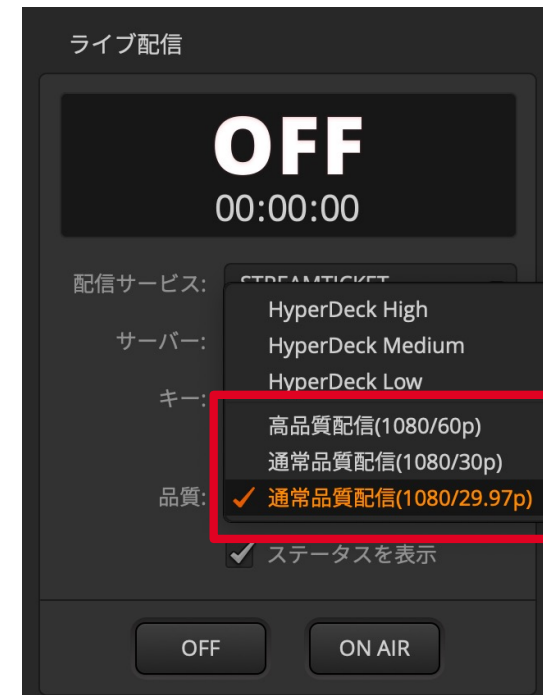 ライブ配信
OFF
00:00:00
配信サービス:
STREAMTICKET
HyperDeck High
サーバー:
HyperDeck Medium
HyperDeck Low
キー:
高品質配信(1080/60p)
通常品質配信(1080/30p)
品質:
通常品質配信(1080/29.97p)
ステータスを表示
OFF
ON AIR